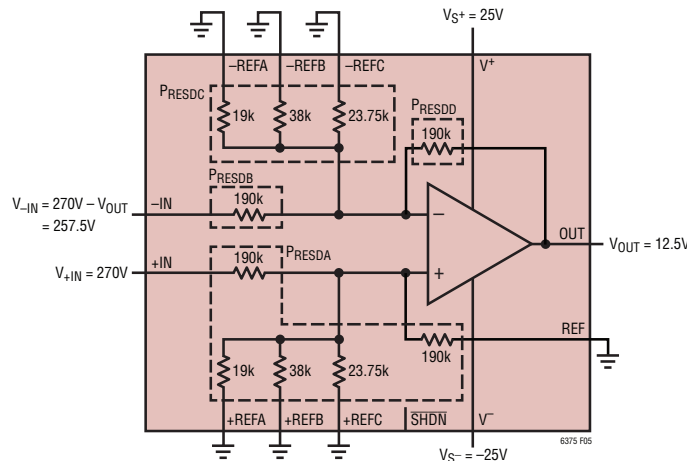 VS+ = 25V
–REFA –REFB –REFC V+
PRESDC
19k 38k 23.75k
PRESDD
190k
PRESDB
–IN
190k
V–IN = 270V – VOUT
= 257.5V
–
OUT
VOUT = 12.5V
+IN
V+IN = 270V
190k
PRESDA
+
REF
190k
19k 38k 23.75k
+REFA +REFB +REFC SHDN V–
6375 F05
VS– = –25V